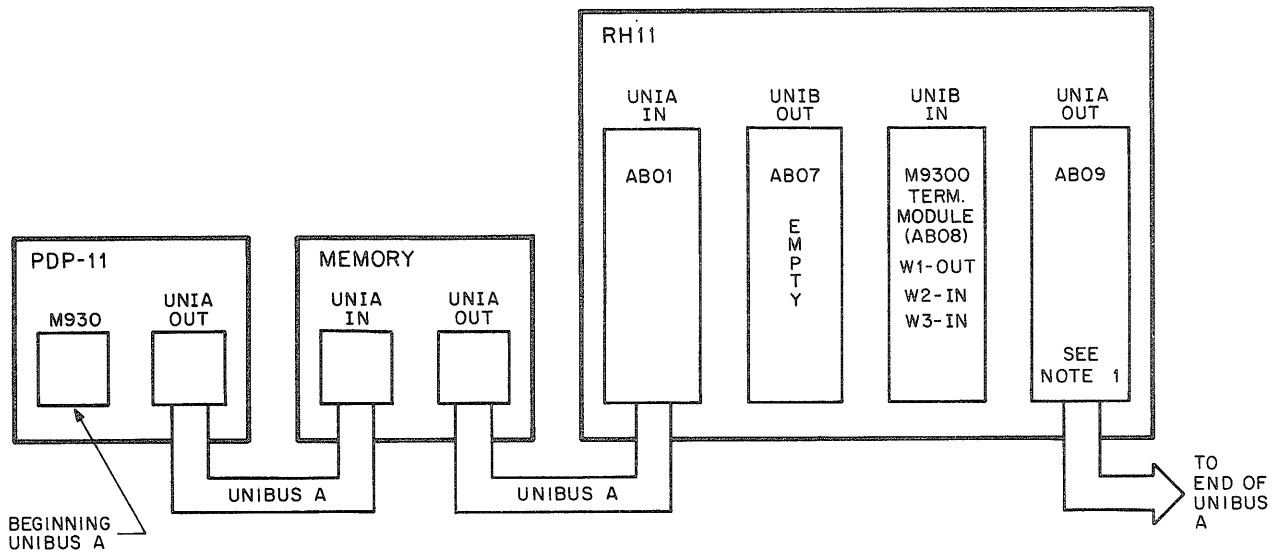 RH11
UNIA
IN
UNIB
OUT
UNIB
IN
UNIA
OUT
AB01
AB07
EMPTY
M9300
TERM.
MODULE
(AB08)
W1-OUT
W2-IN
W3-IN
AB09
SEE
NOTE 1
PDP-11
M930
UNIA
OUT
MEMORY
UNIA
IN
UNIA
OUT
UNIBUS A
UNIBUS A
BEGINNING
UNIBUS A
TO
END OF
UNIBUS
A